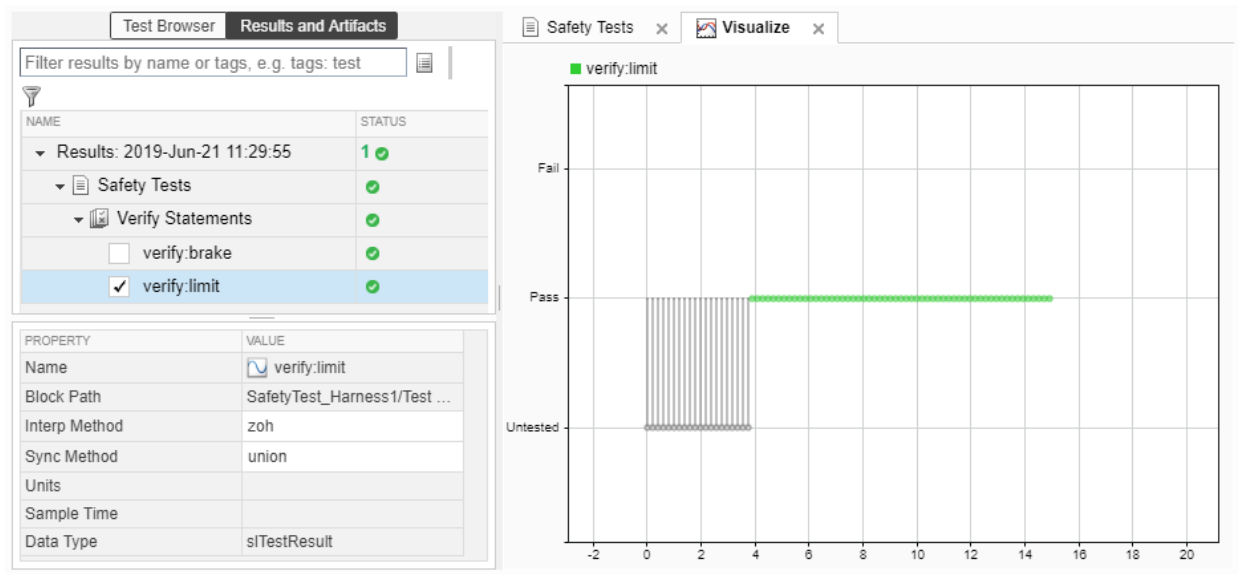 Test Browser
Results and Artifacts
Filter results by name or tags, e.g. tags: test
NAME STATUS
Results: 2019-Jun-21 11:29:55 1
Safety Tests
Verify Statements
verify:brake
verify:limit
PROPERTY VALUE
Name verify:limit
Block Path SafetyTest_Harness1/Test ...
Interp Method zoh
Sync Method union
Units
Sample Time
Data Type slTestResult
Safety Tests
Visualize
verify:limit
Fail
Pass
Untested
-2 0 2 4 6 8 10 12 14 16 18 20